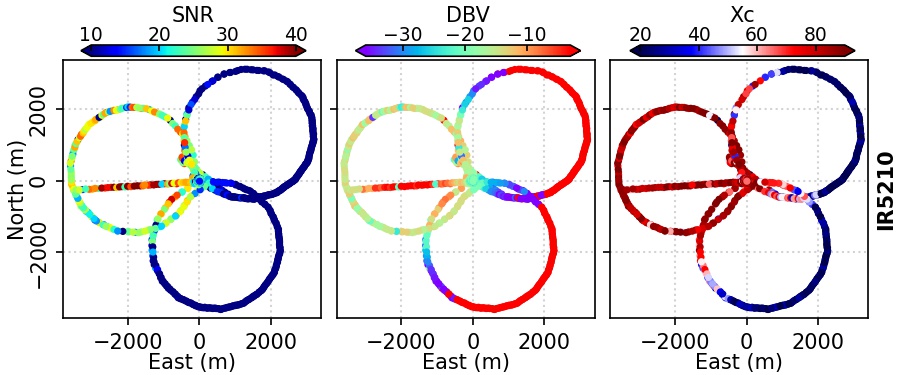 SNR DBV Xc
10 20 30 40 −30 −20 −10 20 40 60 80
North (m)
2000
0
−2000
IR5210
−2000 0 2000 −2000 0 2000 −2000 0 2000
East (m) East (m) East (m)